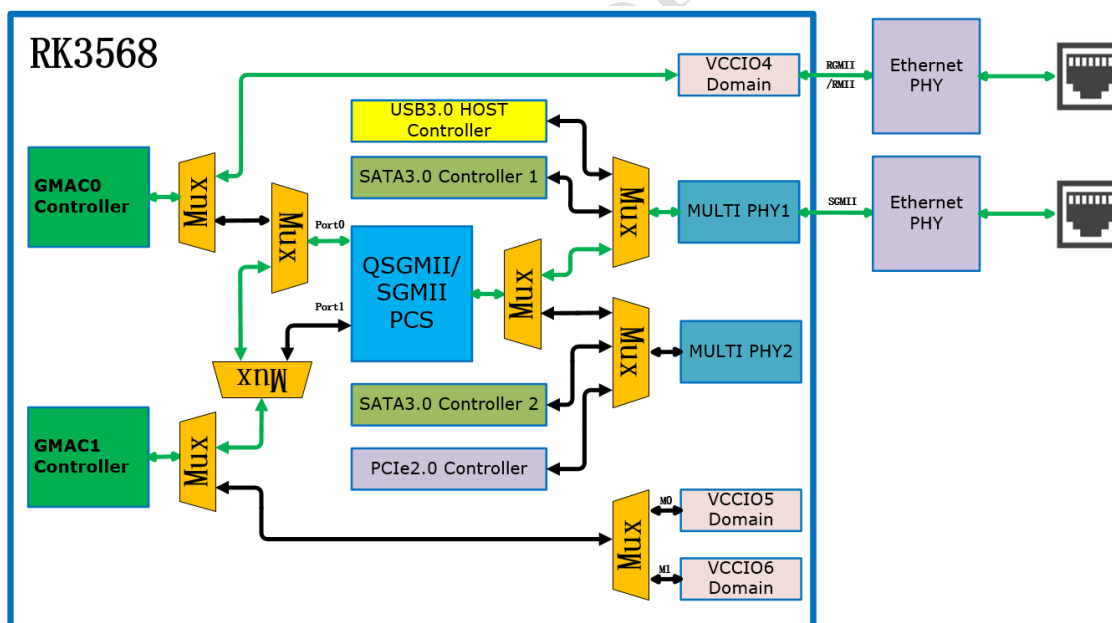 RK3568
VCCIO4
Domain
RGMII
/RMII
Ethernet
PHY
USB3.0 HOST
Controller
SATA3.0 Controller 1
GMAC0
Controller
Mux
Mux
Mux
MULTI PHY1
SGMII
Ethernet
PHY
Port0
QSGMII/
SGMII
PCS
Mux
Port1
Mux
MULTI PHY2
Mux
SATA3.0 Controller 2
GMAC1
Controller
Mux
PCIe2.0 Controller
Mux
M0
VCCIO5
Domain
M1
VCCIO6
Domain